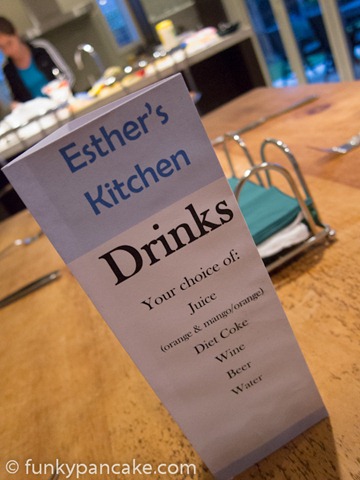 Esther's
Kitchen
Drinks
Your choice of:
Juice
(orange & mango/orange)
Diet Coke
Wine
Beer
Water
© funkypancake.com